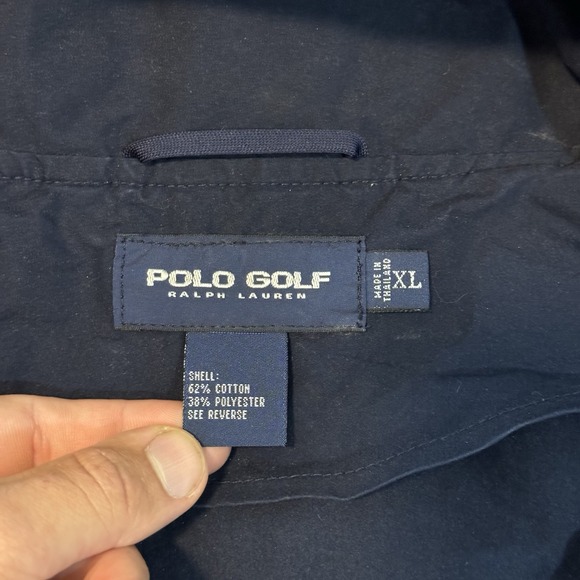 POLO GOLF
RALPH LAUREN
MADE IN
THAILAND
XL
SHELL:
62% COTTON
38% POLYESTER
SEE REVERSE